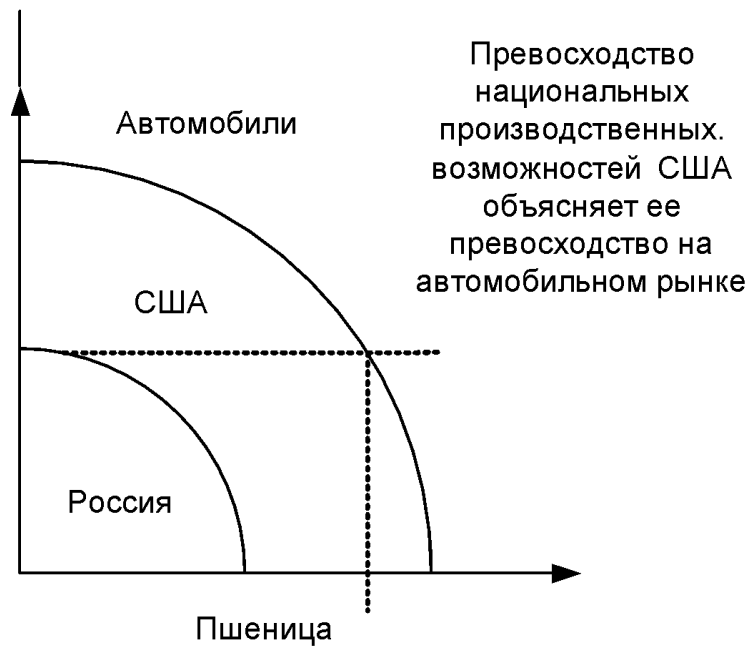 Превосходство
национальных
производственных.
возможностей США
объясняет ее
превосходство на
автомобильном рынке
Автомобили
США
Россия
Пшеница